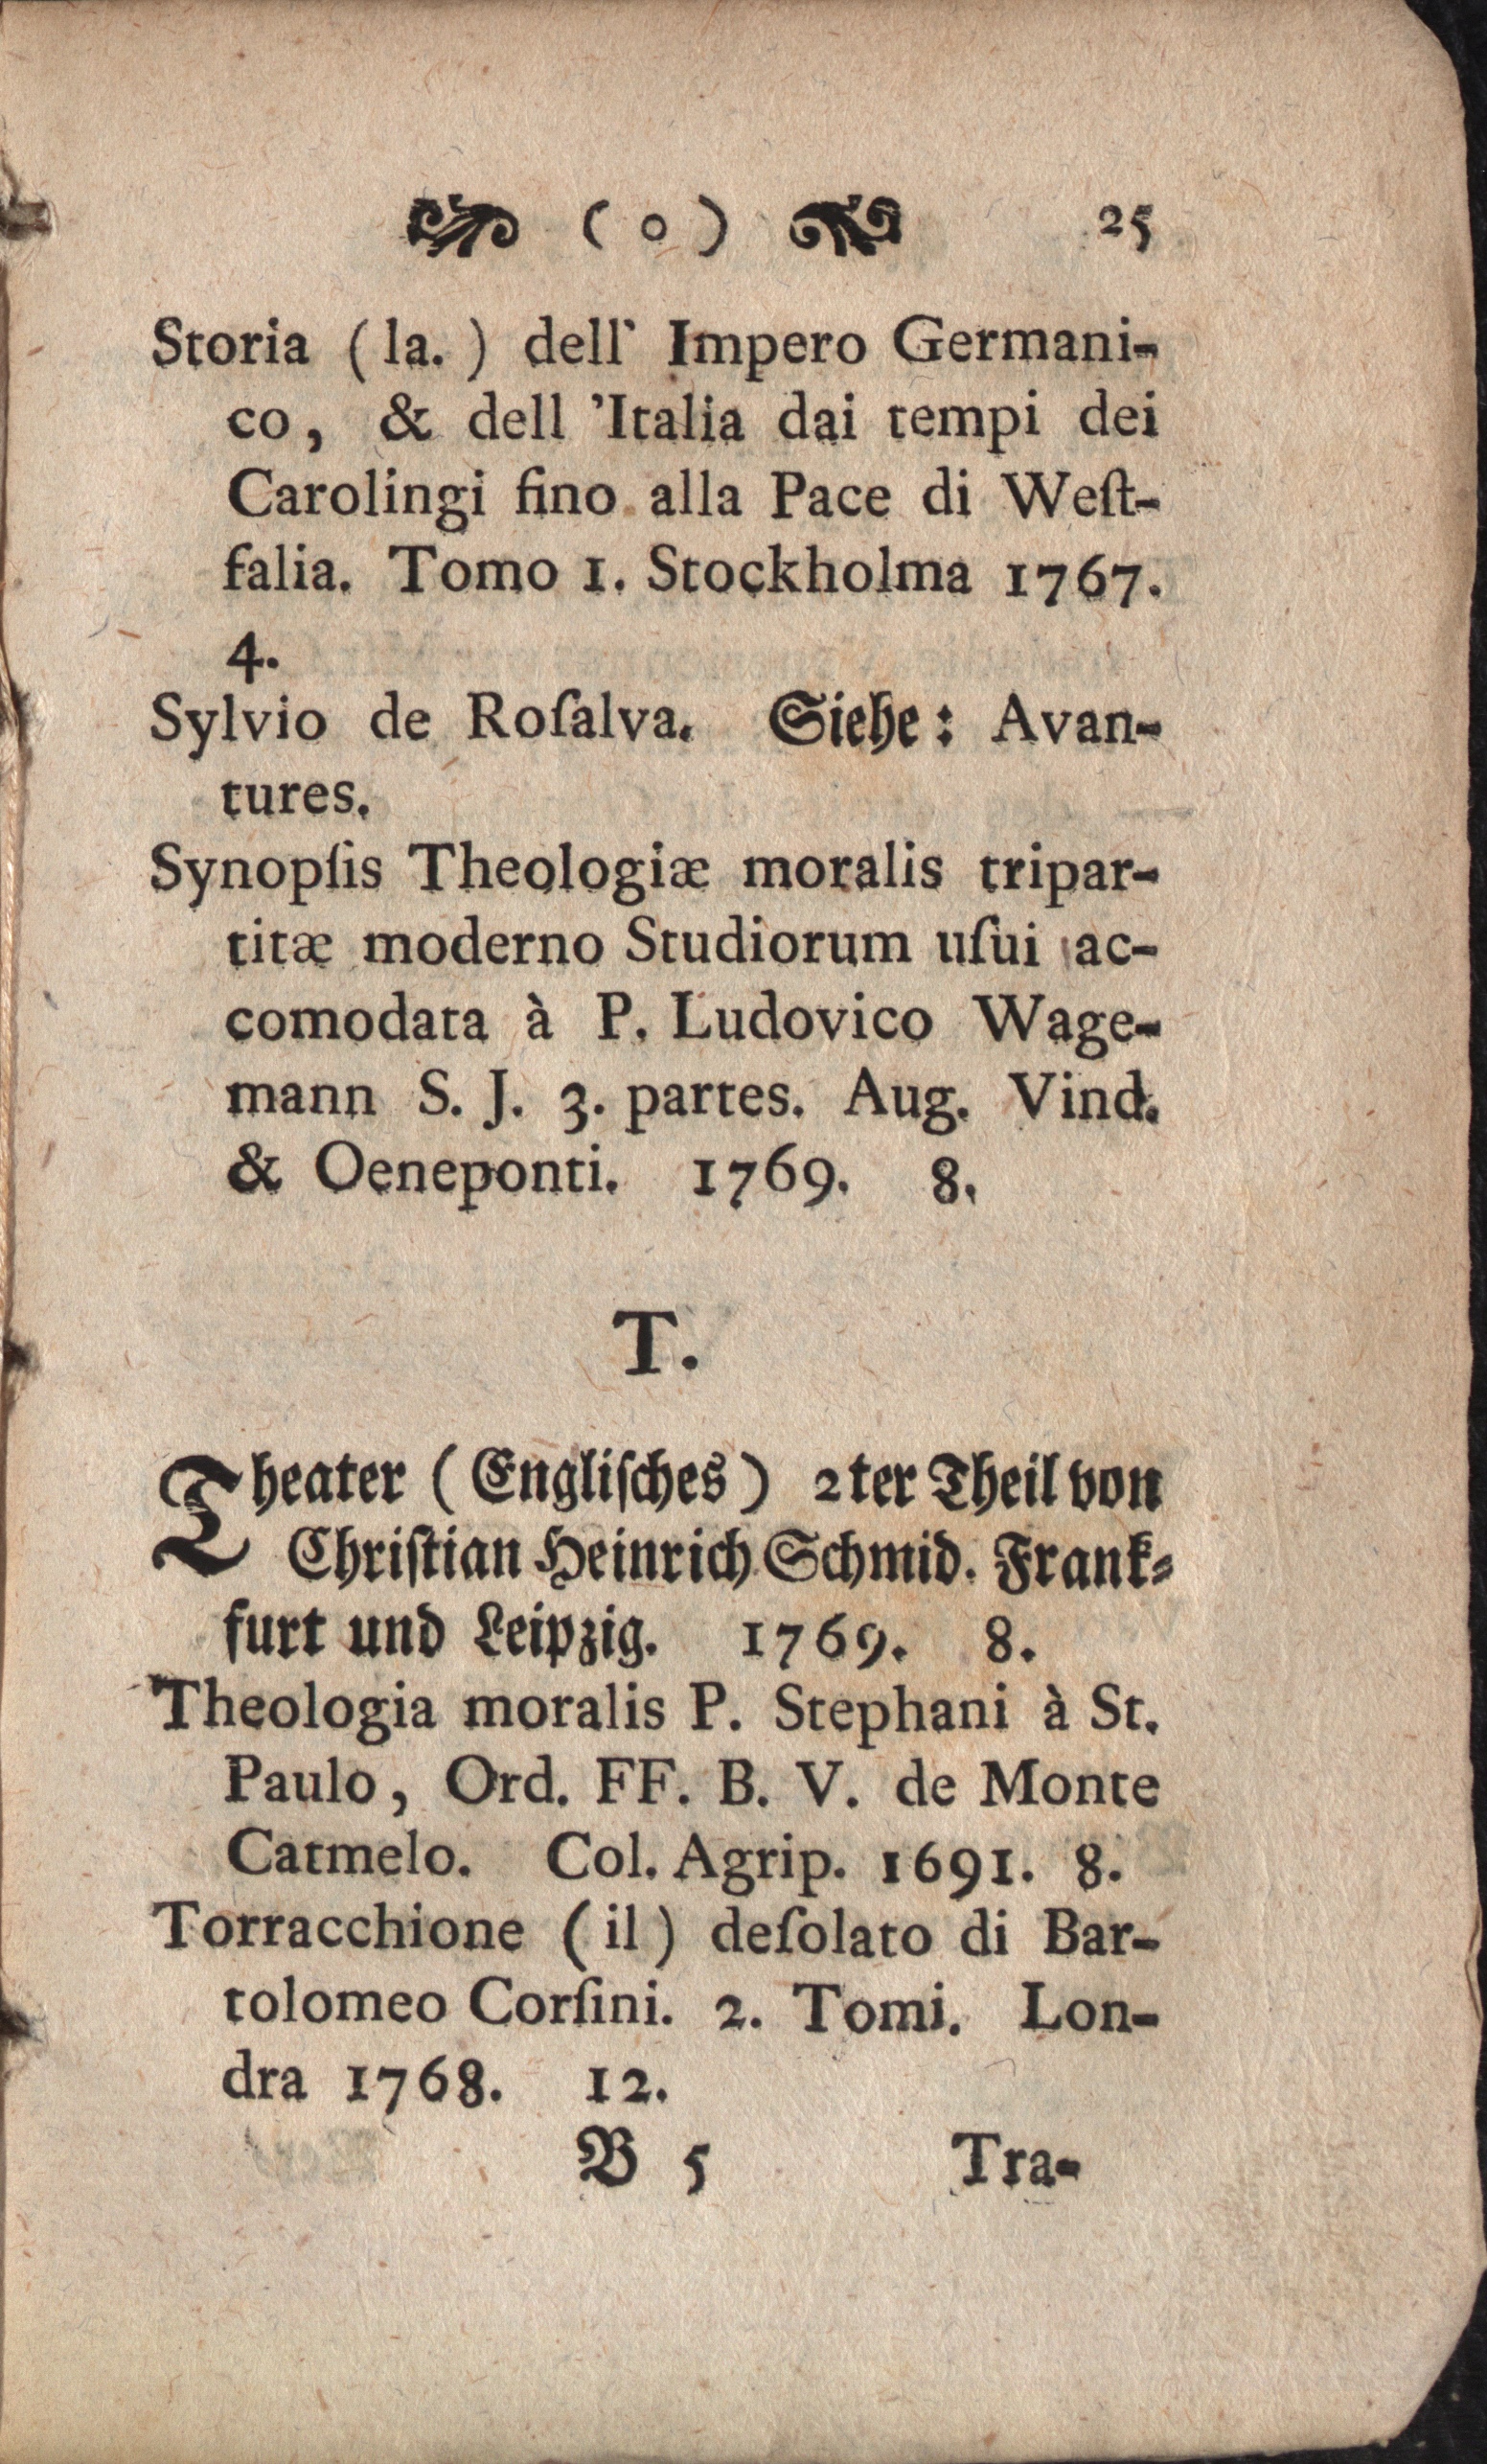 ( o ) 25
Storia (la.) dell' Impero Germani-
co, & dell 'Italia dai tempi dei
Carolingi fino alla Pace di Weſt-
falia. Tomo 1. Stockholma 1767.
4.
Sylvio de Roſalva. Siehe: Avan-
tures.
Synopſis Theologiæ moralis tripar-
titæ moderno Studiorum uſui ac-
comodata à P. Ludovico Wage-
mann S. J. 3. partes. Aug. Vind.
& Oeneponti. 1769. 8.
T.
Theater (Engliſches) 2ter Theil von
Chriſtian Heinrich Schmid. Frank-
furt und Leipzig. 1769. 8.
Theologia moralis P. Stephani à St.
Paulo, Ord. FF. B. V. de Monte
Catmelo. Col. Agrip. 1691. 8.
Torracchione (il) deſolato di Bar-
tolomeo Corſini. 2. Tomi. Lon-
dra 1768. 12.
B 5 Tra-